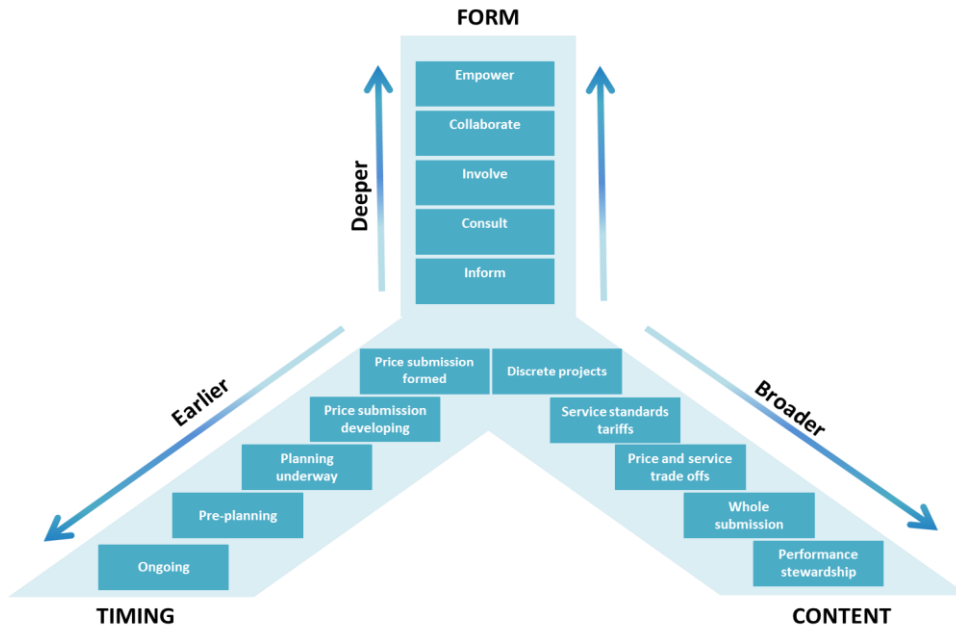 FORM
Empower
Collaborate
Involve
Consult
Inform
Deeper
Earlier
Broader
Price submission
formed
Price submission
developing
Planning
underway
Pre-planning
Ongoing
TIMING
Discrete projects
Service standards
tariffs
Price and service
trade offs
Whole
submission
Performance
stewardship
CONTENT